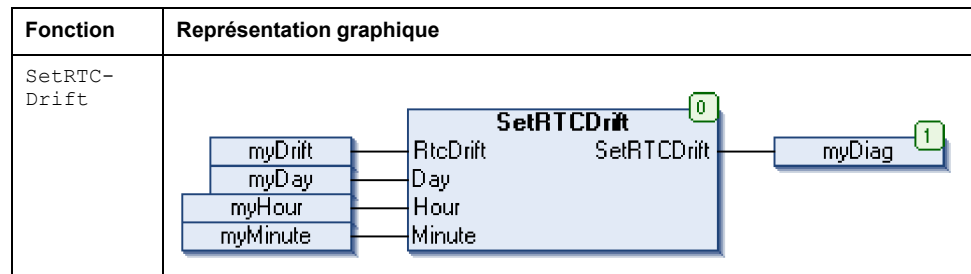 Fonction Représentation graphique
SetRTC-
Drift
0
SetRTCDrift
1
myDrift RtcDrift SetRTCDrift myDiag
myDay Day
myHour Hour
myMinute Minute